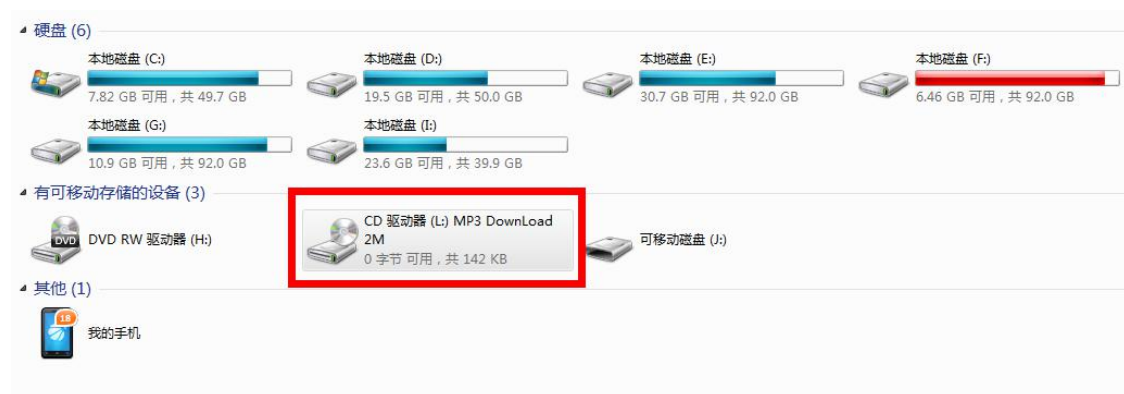 硬盘 (6)
本地磁盘 (C:)
7.82 GB 可用，共 49.7 GB
本地磁盘 (D:)
19.5 GB 可用，共 50.0 GB
本地磁盘 (E:)
30.7 GB 可用，共 92.0 GB
本地磁盘 (F:)
6.46 GB 可用，共 92.0 GB
本地磁盘 (G:)
10.9 GB 可用，共 92.0 GB
本地磁盘 (I:)
23.6 GB 可用，共 39.9 GB
有可移动存储的设备 (3)
DVD
DVD RW 驱动器 (H:)
CD 驱动器 (L:) MP3 DownLoad
2M
0 字节 可用，共 142 KB
可移动磁盘 (J:)
其他 (1)
18
我的手机